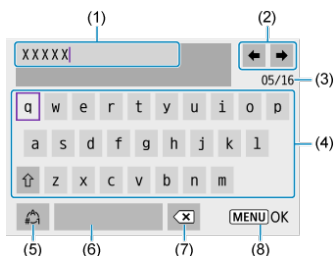 (1)
(2)
XXXXX
05/16
(3)
q w e r t y u i o p
a s d f g h j k l
(4)
z x c v b n m
MENU OK
(5)
(6)
(7)
(8)